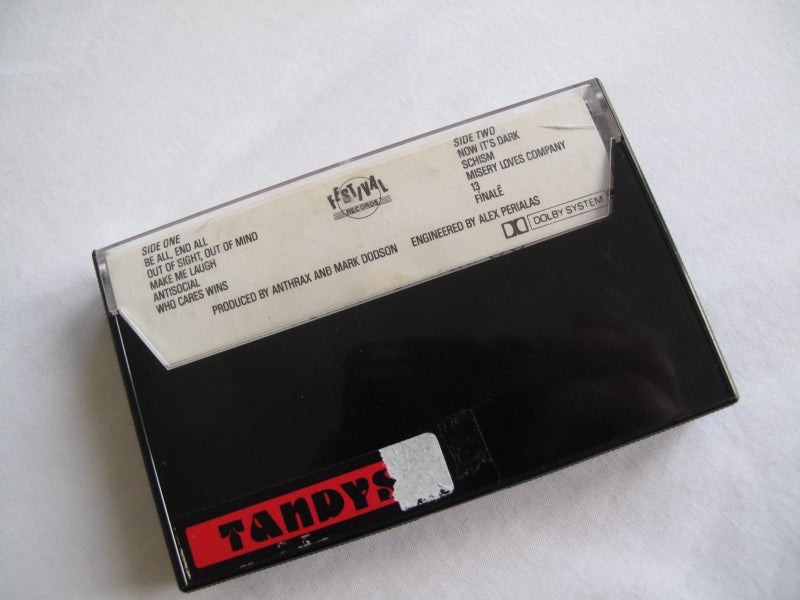 SIDE ONE
BE ALL, END ALL
OUT OF SIGHT, OUT OF MIND
MAKE ME LAUGH
ANTISOCIAL
WHO CARES WINS
FESTIVAL
RECORDS
SIDE TWO
NOW IT'S DARK
SCHISM
MISERY LOVES COMPANY
13
FINALÉ
PRODUCED BY ANTHRAX AND MARK DODSON ENGINEERED BY ALEX PERIALAS
DOLBY SYSTEM
TANDYS